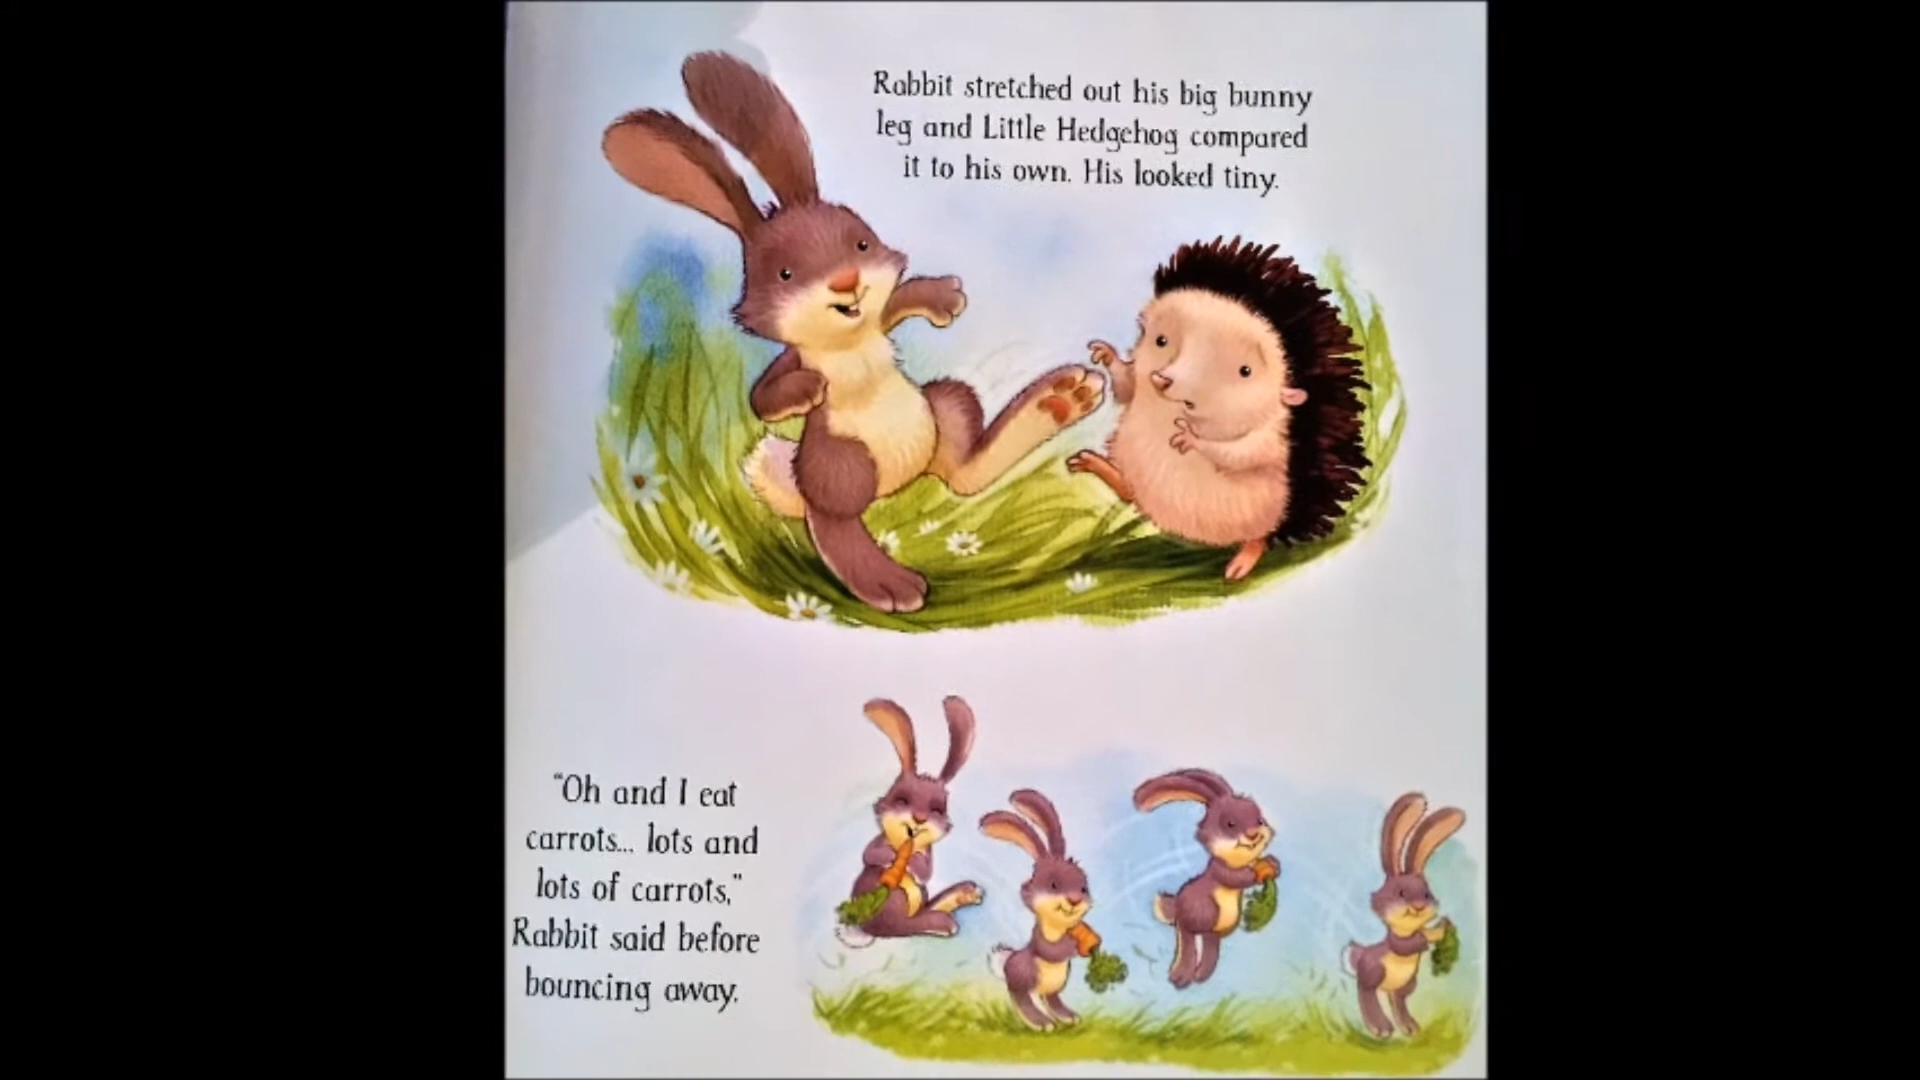 Rabbit stretched out his big bunny
leg and Little Hedgehog compared
it to his own. His looked tiny.
“Oh and I eat
carrots... lots and
lots of carrots,”
Rabbit said before
bouncing away.